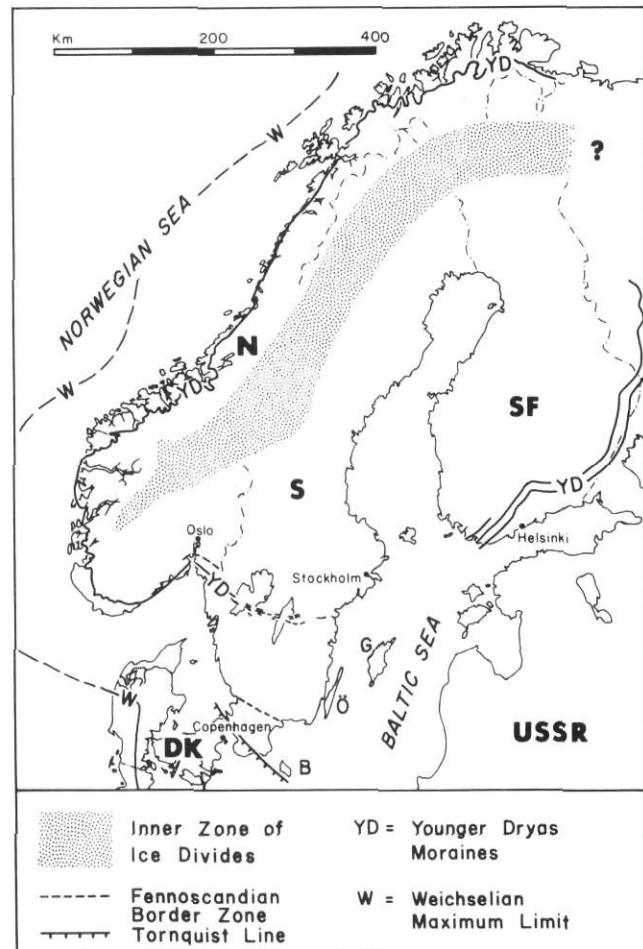 Km 200 400
YD
W
?
NORWEGIAN SEA
N
W
YD
SF
S
YD
Oslo
Helsinki
YD
Stockholm
G
BALTIC SEA
W
Ö
Copenhagen
DK
B
USSR
Inner Zone of
Ice Divides
YD = Younger Dryas
Moraines
Fennoscandian
Border Zone
Tornquist Line
W = Weichselian
Maximum Limit